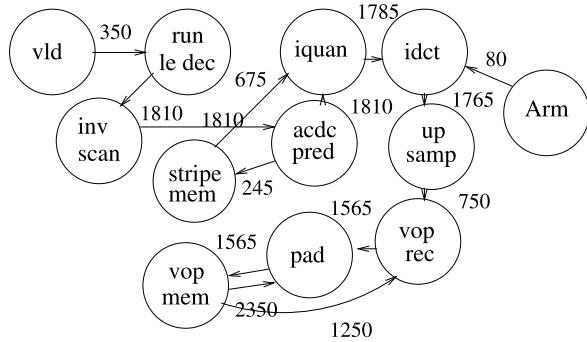 1785
350
vld
run
le dec
iquan
idct
80
675
1810
1810
1810
1765
Arm
inv
scan
acdc
pred
up
samp
stripe
mem
245
1565
750
1565
vop
rec
pad
vop
mem
2350
1250